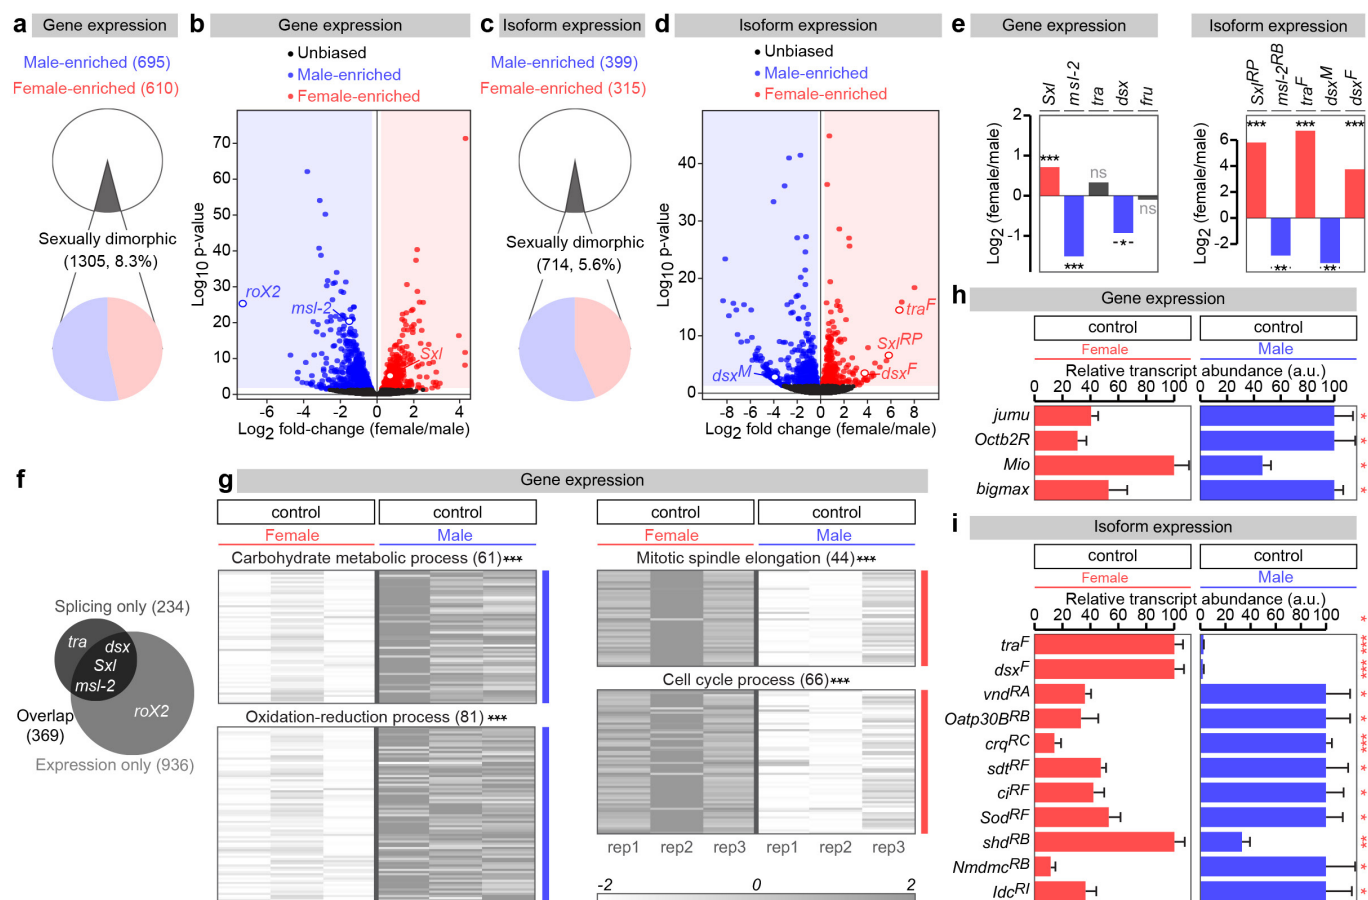 a Gene expression
Male-enriched (695)
Female-enriched (610)
Sexually dimorphic
(1305, 8.3%)
b Gene expression
Unbiased
Male-enriched
Female-enriched
Log10 p-value
70
60
50
40
30
20
10
0
roX2
msl-2
Sxl
-6 -4 -2 0 2 4
Log2 fold-change (female/male)
c Isoform expression
Male-enriched (399)
Female-enriched (315)
Sexually dimorphic
(714, 5.6%)
d Isoform expression
Unbiased
Male-enriched
Female-enriched
Log10 p-value
40
30
20
10
0
traF
SxlRP
dsxM
dsxF
-8 -6 -4 -2 0 2 4 6 8
Log2 fold change (female/male)
e Gene expression
Sxl msl-2 tra dsx fru
Log2 (female/male)
2
1
0
-1
*** *** ns * ns
Isoform expression
SxlRP msl-2RB traF dsxM dsxF
Log2 (female/male)
6
4
2
0
-2
*** ** *** ** ***
f
Splicing only (234)
tra
dsx
Sxl
msl-2
roX2
Overlap
(369)
Expression only (936)
g Gene expression
control control control control
Female Male Female Male
Carbohydrate metabolic process (61)***
Oxidation-reduction process (81) ***
Mitotic spindle elongation (44)***
Cell cycle process (66)***
rep1 rep2 rep3 rep1 rep2 rep3
-2 0 2
h Gene expression
control control
Female Male
Relative transcript abundance (a.u.)
0 20 40 60 80 100 0 20 40 60 80 100
jumu *
Octb2R *
Mio *
bigmax *
i Isoform expression
control control
Female Male
Relative transcript abundance (a.u.)
0 20 40 60 80 100 0 20 40 60 80 100 *
traF ***
dsxF ***
vndRA *
Oatp30BRB *
crqRC ***
sdtRF *
ciRF *
SodRF *
shdRB **
NmdmcRB *
IdcRI *